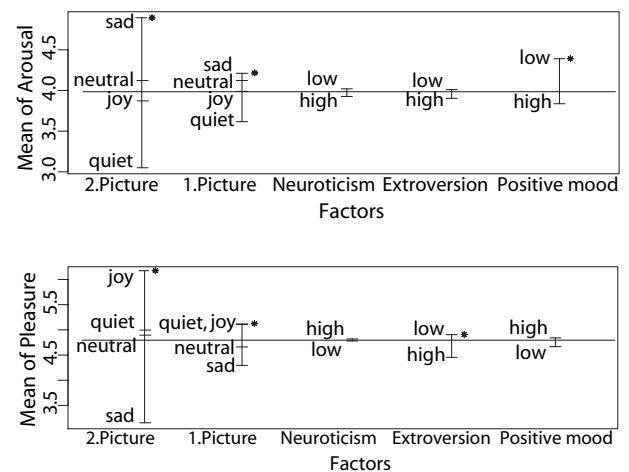 Mean of Arousal
4.5
4.0
3.5
3.0
sad *
neutral
joy
quiet
sad *
neutral
joy
quiet
low
high
low
high
low *
high
2.Picture 1.Picture Neuroticism Extroversion Positive mood
Factors
Mean of Pleasure
5.5
4.5
3.5
joy *
quiet
neutral
sad
quiet, joy *
neutral
sad
high
low
low *
high
high
low
2.Picture 1.Picture Neuroticism Extroversion Positive mood
Factors